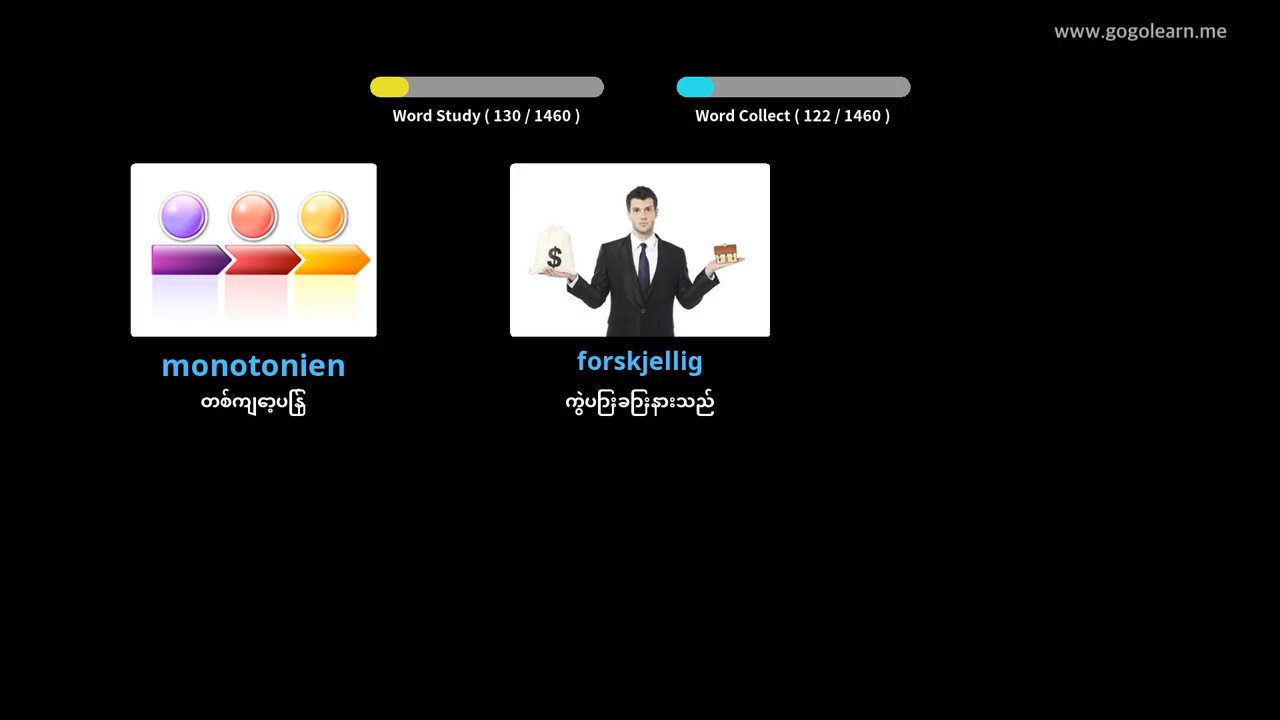 www.gogolearn.me
Word Study ( 130 / 1460 )
Word Collect ( 122 / 1460 )
$
monotonien
forskjellig
တစ်ကျော့ပြန်
ကွဲပြားခြားနားသည်